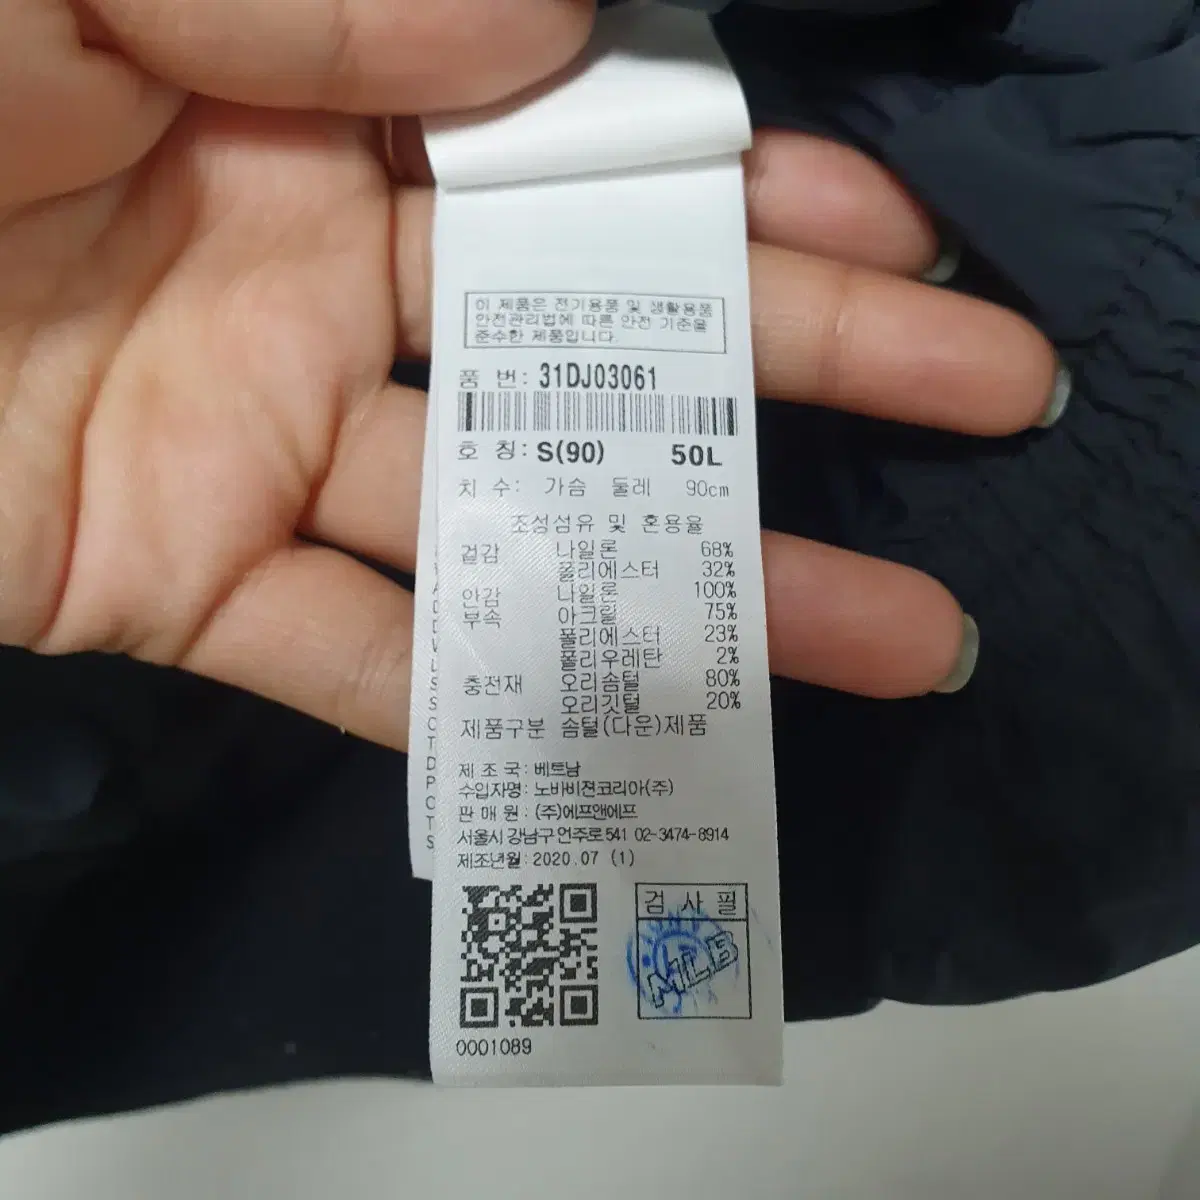 이 제품은 전기용품 및 생활용품
안전관리법에 따른 안전 기준을
준수한 제품입니다.
품 번: 31DJ03061
호 칭: S(90) 50L
치 수: 가슴 둘레 90cm
조성섬유 및 혼용율
겉감 나일론 68%
폴리에스터 32%
안감 나일론 100%
부속 아크릴 75%
폴리에스터 23%
폴리우레탄 2%
충전재 오리솜털 80%
오리깃털 20%
제품구분 솜털(다운)제품
제 조 국: 베트남
수입자명: 노바비젼코리아(주)
판 매 원: (주)에프앤에프
서울시 강남구 언주로 541 02-3474-8914
제조년월: 2020.07 (1)
검 사 필
MLB
0001089